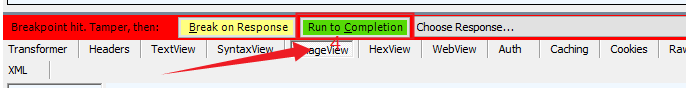 Breakpoint hit. Tamper, then: Break on Response Run to Completion Choose Response...
4
Transformer Headers TextView SyntaxView ImageView HexView WebView Auth Caching Cookies Raw
XML